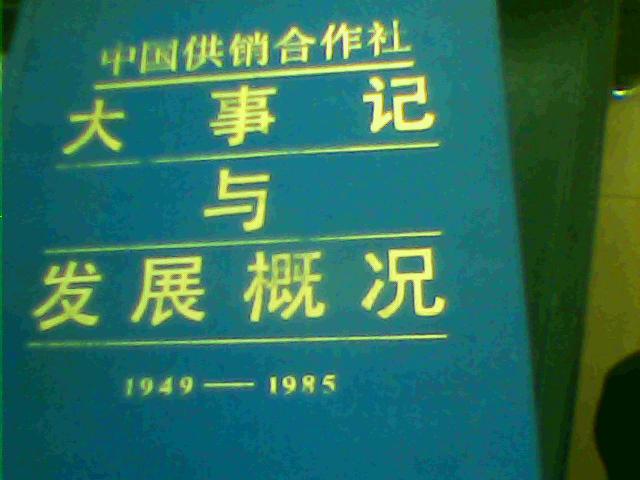 中国供销合作社
大事记
与
发展概况
1949——1985